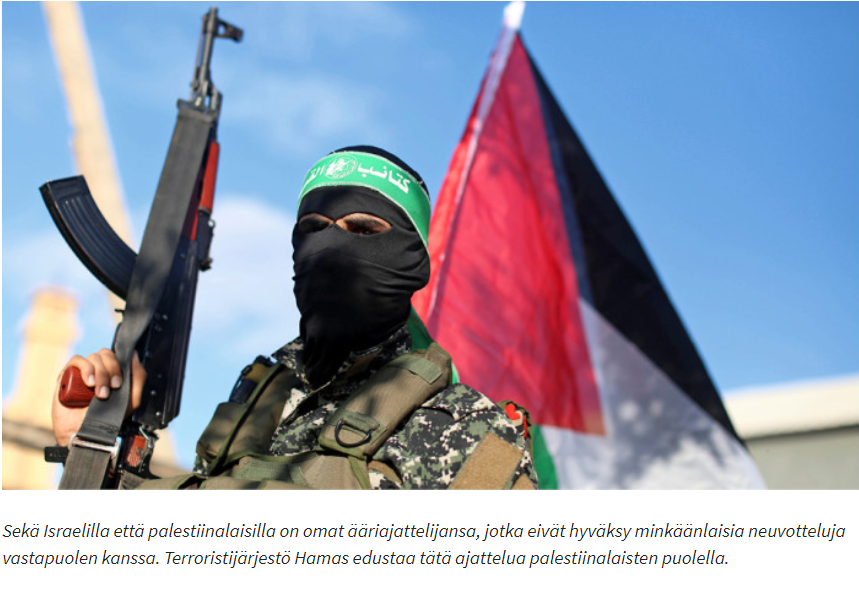 كتائب الق
Sekä Israelilla että palestiinalaisilla on omat ääriajattelijansa, jotka eivät hyväksy minkäänlaisia neuvotteluja
vastapuolen kanssa. Terroristijärjestö Hamas edustaa tätä ajattelua palestiinalaisten puolella.